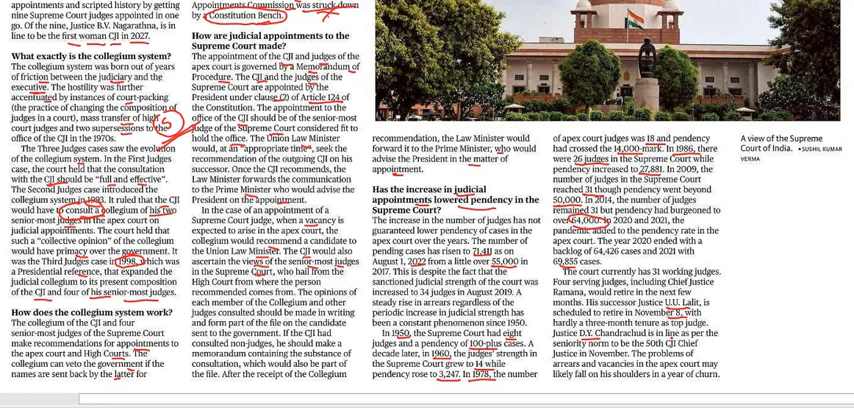 appointments and scripted history by getting
nine Supreme Court judges appointed in one
go. Of the nine, Justice B.V. Nagarathna, is in
line to be the first woman CJI in 2027.
What exactly is the collegium system?
The collegium system was born out of years
of friction between the judiciary and the
executive. The hostility was further
accentuated by instances of court-packing
(the practice of changing the composition of
judges in a court), mass transfer of high
court judges and two supersessions to the
office of the CJI in the 1970s.
The Three Judges cases saw the evolution
of the collegium system. In the First Judges
case, the court held that the consultation
with the CJI should be "full and effective".
The Second Judges case introduced the
collegium system in 1993. It ruled that the CJI
would have to consult a collegium of his two
senior-most judges in the apex court on
judicial appointments. The court held that
such a "collective opinion" of the collegium
would have primacy over the government. It
was the Third Judges case in 1998, which was
a Presidential reference, that expanded the
judicial collegium to its present composition
of the CJI and four of his senior-most judges.
How does the collegium system work?
The collegium of the CJI and four
senior-most judges of the Supreme Court
make recommendations for appointments to
the apex court and High Courts. The
collegium can veto the government if the
names are sent back by the latter for
Appointments Commission was struck down
by a Constitution Bench.
How are judicial appointments to the
Supreme Court made?
The appointment of the CJI and judges of the
apex court is governed by a Memorandum of
Procedure. The CJI and the judges of the
Supreme Court are appointed by the
President under clause (2) of Article 124 of
the Constitution. The appointment to the
office of the CJI should be of the senior-most
judge of the Supreme Court considered fit to
hold the office. The Union Law Minister
would, at an "appropriate time", seek the
recommendation of the outgoing CJI on his
successor. Once the CJI recommends, the
Law Minister forwards the communication
to the Prime Minister who would advise the
President on the appointment.
In the case of an appointment of a
Supreme Court judge, when a vacancy is
expected to arise in the apex court, the
collegium would recommend a candidate to
the Union Law Minister. The CJI would also
ascertain the views of the senior-most judges
in the Supreme Court, who hail from the
High Court from where the person
recommended comes from. The opinions of
each member of the Collegium and other
judges consulted should be made in writing
and form part of the file on the candidate
sent to the government. If the CJI had
consulted non-judges, he should make a
memorandum containing the substance of
consultation, which would also be part of
the file. After the receipt of the Collegium
5
recommendation, the Law Minister would
forward it to the Prime Minister, who would
advise the President in the matter of
appointment.
Has the increase in judicial
appointments lowered pendency in the
Supreme Court?
The increase in the number of judges has not
guaranteed lower pendency of cases in the
apex court over the years. The number of
pending cases has risen to 71,411 as on
August 1, 2022 from a little over 55,000 in
2017. This is despite the fact that the
sanctioned judicial strength of the court was
increased to 34 judges in August 2019. A
steady rise in arrears regardless of the
periodic increase in judicial strength has
been a constant phenomenon since 1950.
In 1950, the Supreme Court had eight
judges and a pendency of 100-plus cases. A
decade later, in 1960, the judges' strength in
the Supreme Court grew to 14 while
pendency rose to 3,247. In 1978, the number
of apex court judges was 18 and pendency
had crossed the 14,000-mark. In 1986, there
were 26 judges in the Supreme Court while
pendency increased to 27,881. In 2009, the
number of judges in the Supreme Court
reached 31 though pendency went beyond
50,000. In 2014, the number of judges
remained 31 but pendency had burgeoned to
over 64,000. In 2020 and 2021, the
pandemic added to the pendency rate in the
apex court. The year 2020 ended with a
backlog of 64,426 cases and 2021 with
69,855 cases.
The court currently has 31 working judges.
Four serving judges, including Chief Justice
Ramana, would retire in the next few
months. His successor Justice U.U. Lalit, is
scheduled to retire in November 8, with
hardly a three-month tenure as top judge.
Justice D.Y. Chandrachud is in line as per the
seniority norm to be the 50th CJI Chief
Justice in November. The problems of
arrears and vacancies in the apex court may
likely fall on his shoulders in a year of churn.
A view of the Supreme
Court of India. • SUSHIL KUMAR
VERMA